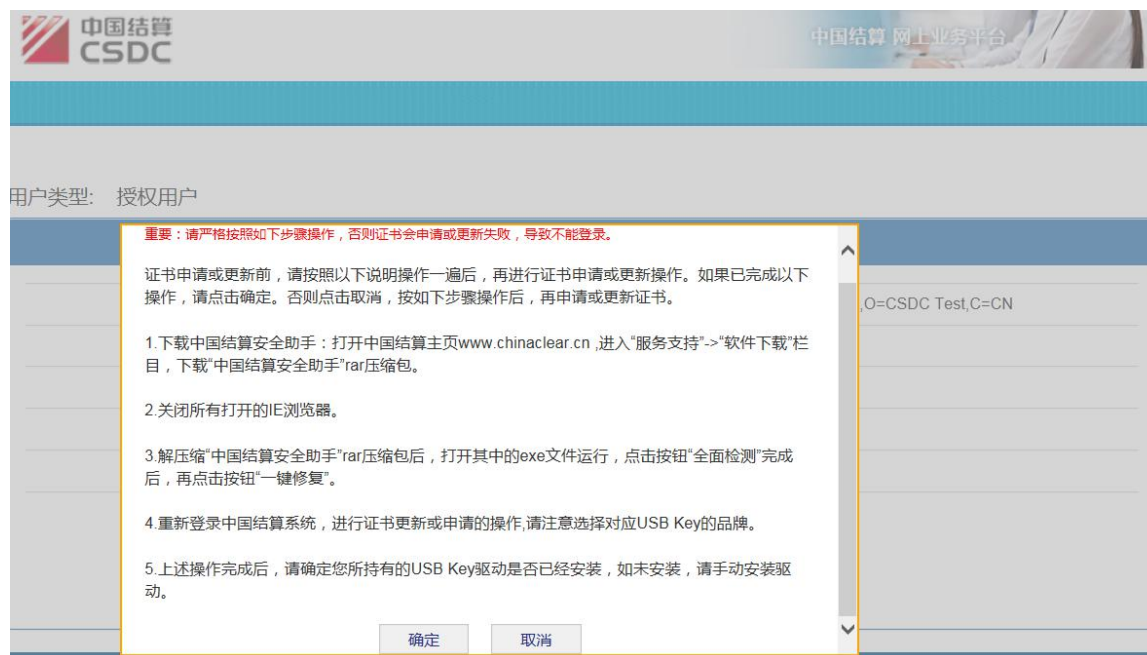 中国结算
CSDC
中国结算 网上业务平台
用户类型: 授权用户
重要：请严格按照如下步骤操作，否则证书会申请或更新失败，导致不能登录。
证书申请或更新前，请按照以下说明操作一遍后，再进行证书申请或更新操作。如果已完成以下
操作，请点击确定。否则点击取消，按如下步骤操作后，再申请或更新证书。
,O=CSDC Test,C=CN
1.下载中国结算安全助手：打开中国结算主页www.chinaclear.cn ,进入“服务支持”->“软件下载”栏
目，下载“中国结算安全助手”rar压缩包。
2.关闭所有打开的IE浏览器。
3.解压缩“中国结算安全助手”rar压缩包后，打开其中的exe文件运行，点击按钮“全面检测”完成
后，再点击按钮“一键修复”。
4.重新登录中国结算系统，进行证书更新或申请的操作,请注意选择对应USB Key的品牌。
5.上述操作完成后，请确定您所持有的USB Key驱动是否已经安装，如未安装，请手动安装驱
动。
确定 取消